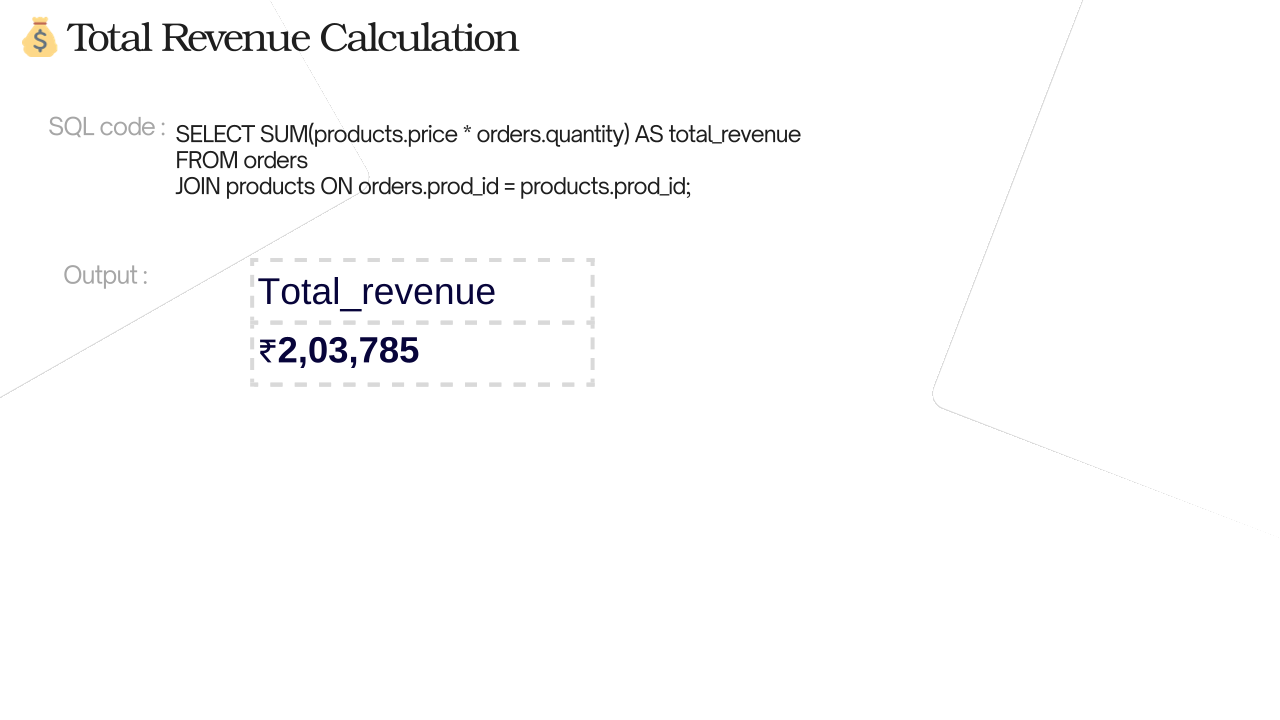 Total Revenue Calculation
SQL code :
SELECT SUM(products.price * orders.quantity) AS total_revenue
FROM orders
JOIN products ON orders.prod_id = products.prod_id;
Output :
Total_revenue
₹2,03,785